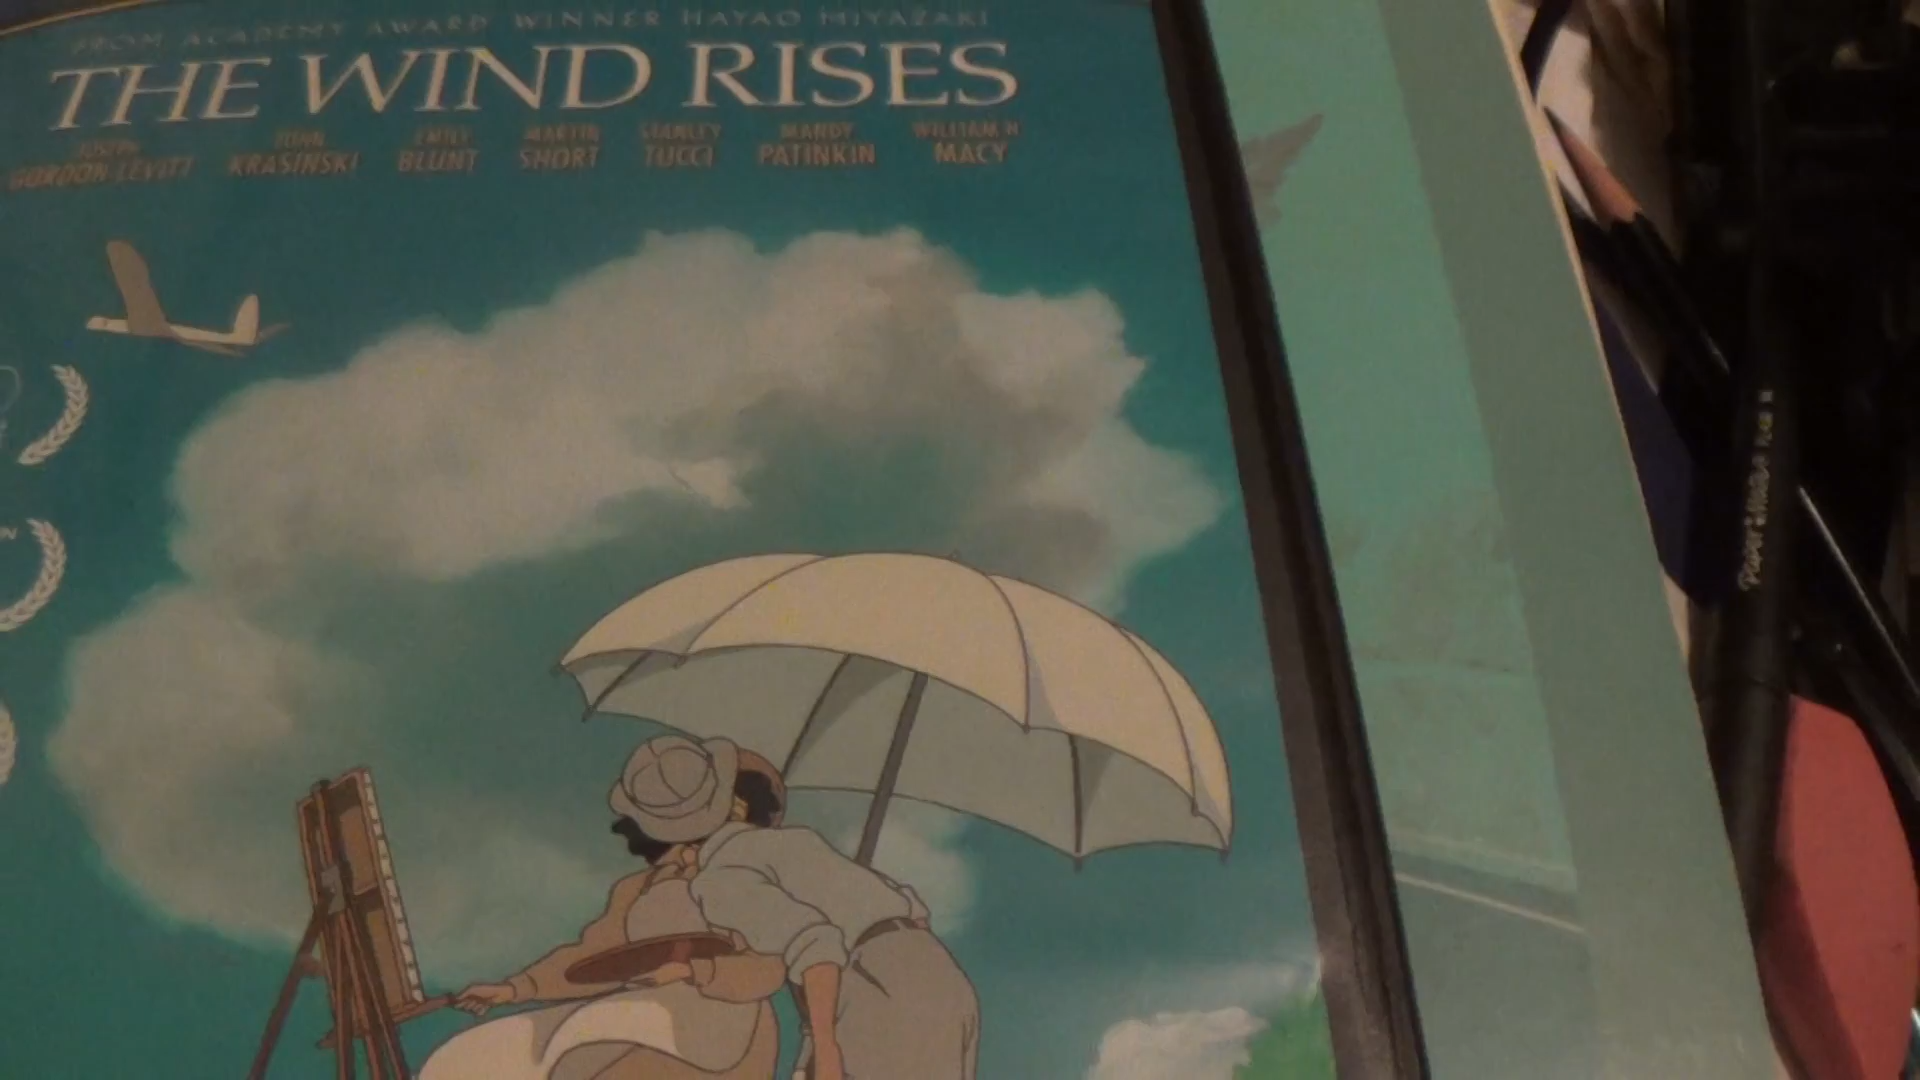 FROM ACADEMY AWARD WINNER HAYAO MIYAZAKI
THE WIND RISES
JOSEPH GORDON-LEVITT JOHN KRASINSKI EMILY BLUNT MARTIN SHORT STANLEY TUCCI MANDY PATINKIN WILLIAM H MACY
PaperMate